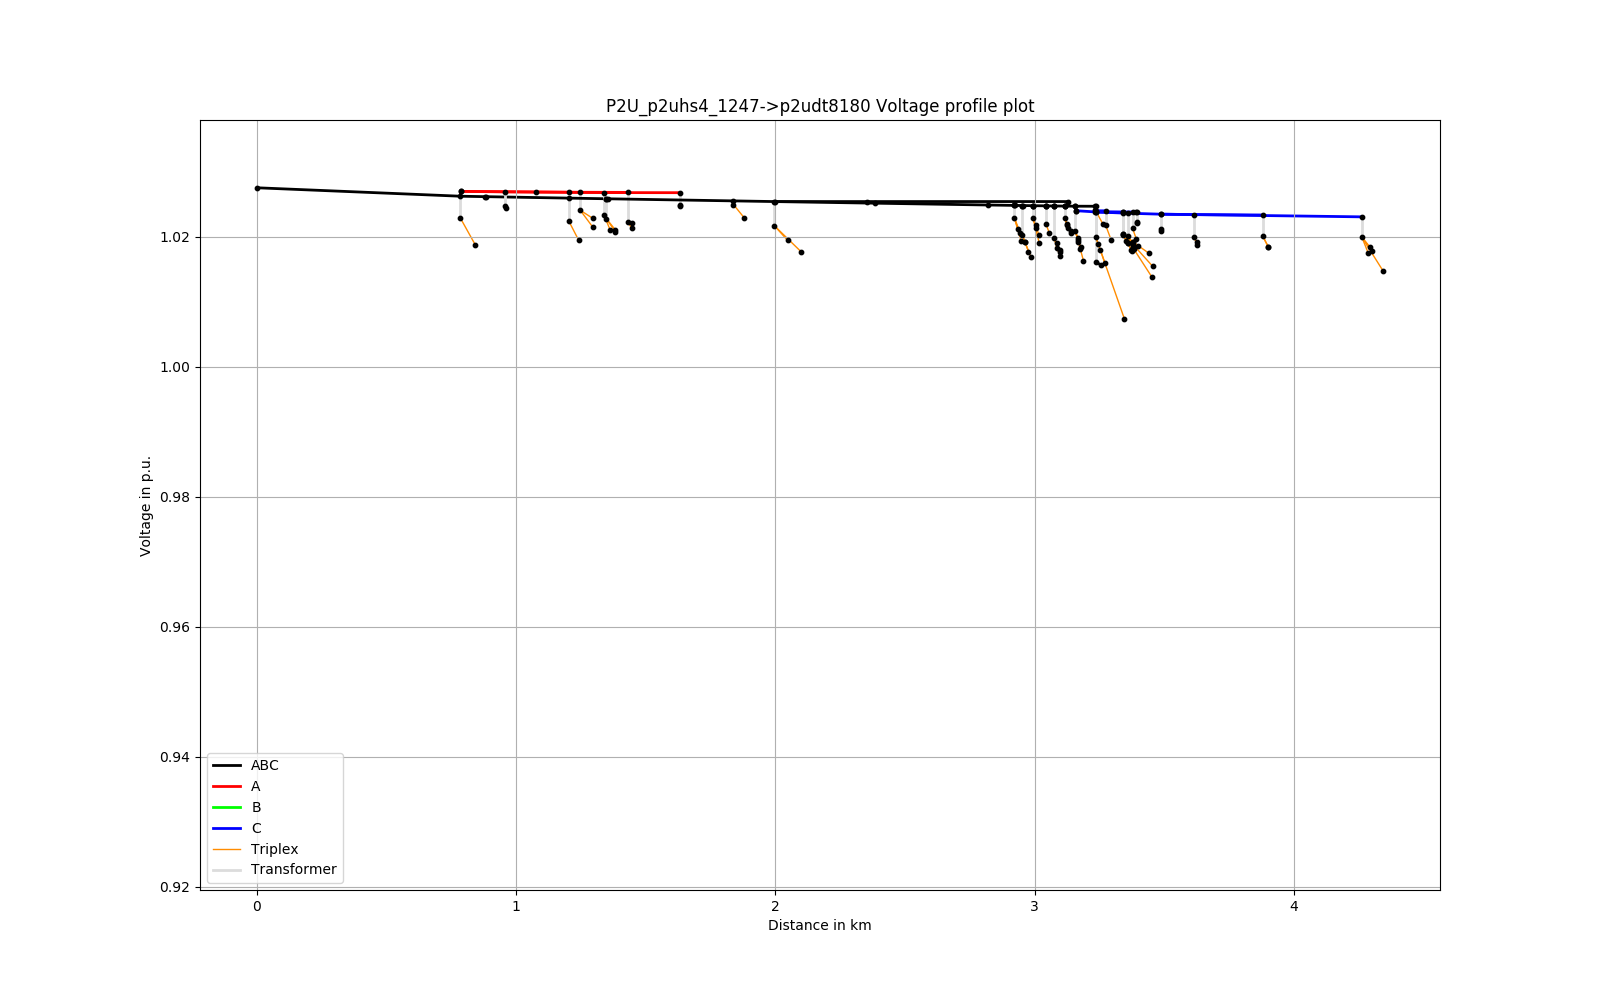 P2U_p2uhs4_1247->p2udt8180 Voltage profile plot
Voltage in p.u.
1.02
1.00
0.98
0.96
0.94
0.92
ABC
A
B
C
Triplex
Transformer
0 1 2 3 4
Distance in km